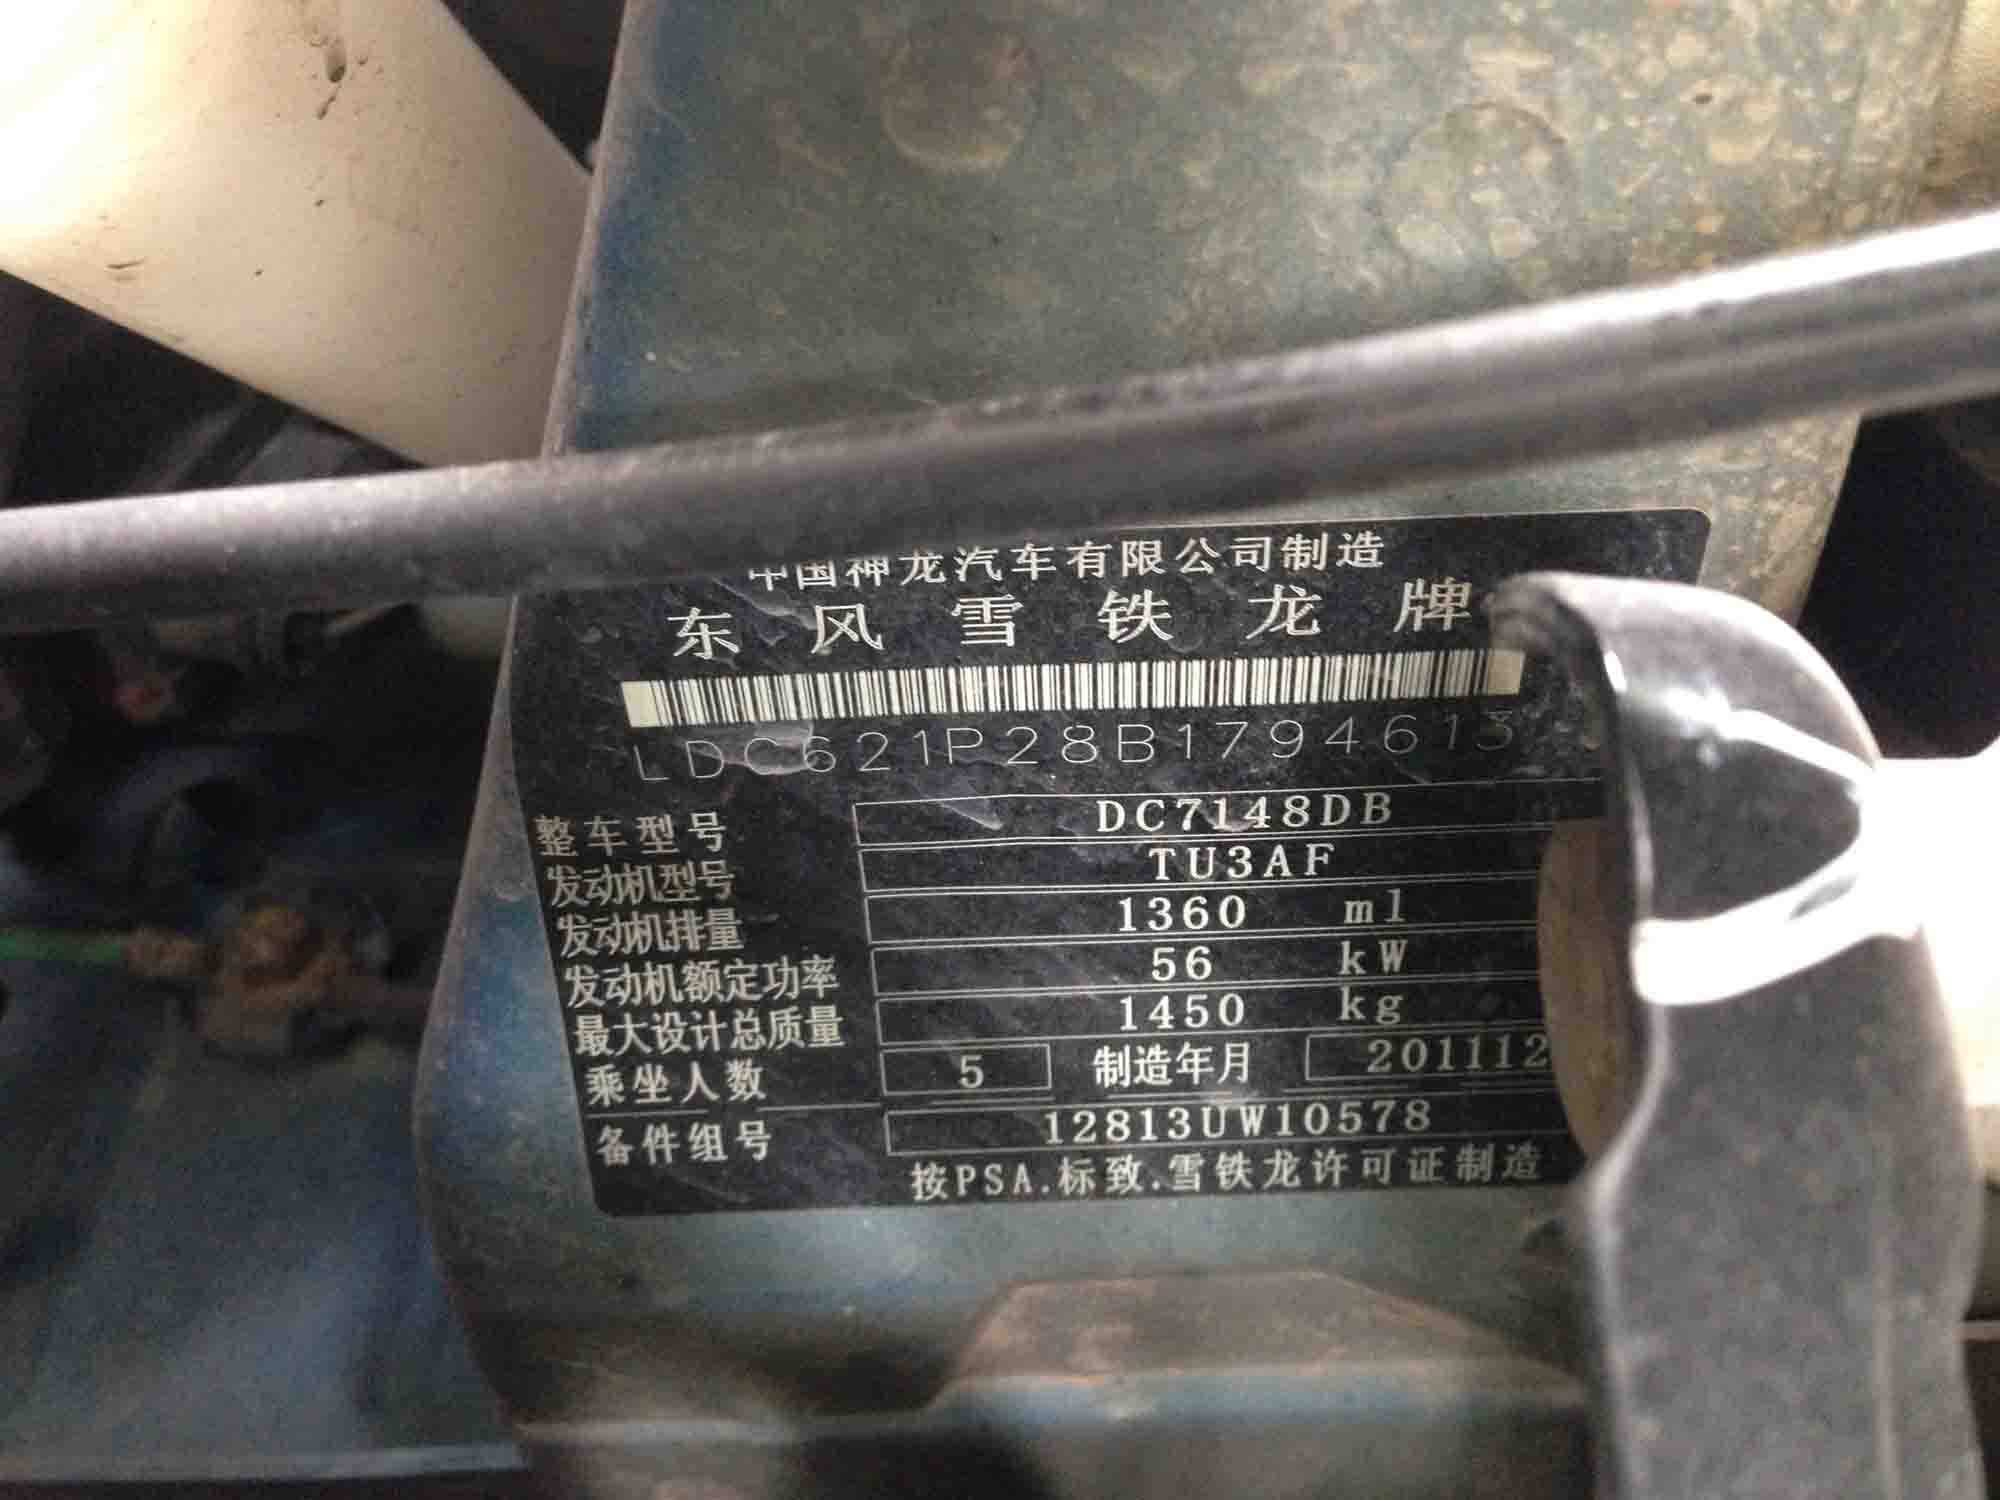 中国神龙汽车有限公司制造
东风雪铁龙牌
LDC621P28B1794613
整车型号 DC7148DB
发动机型号 TU3AF
发动机排量 1360 ml
发动机额定功率 56 kW
最大设计总质量 1450 kg
乘坐人数 5 制造年月 201112
备件组号 12813UW10578
按PSA.标致.雪铁龙许可证制造